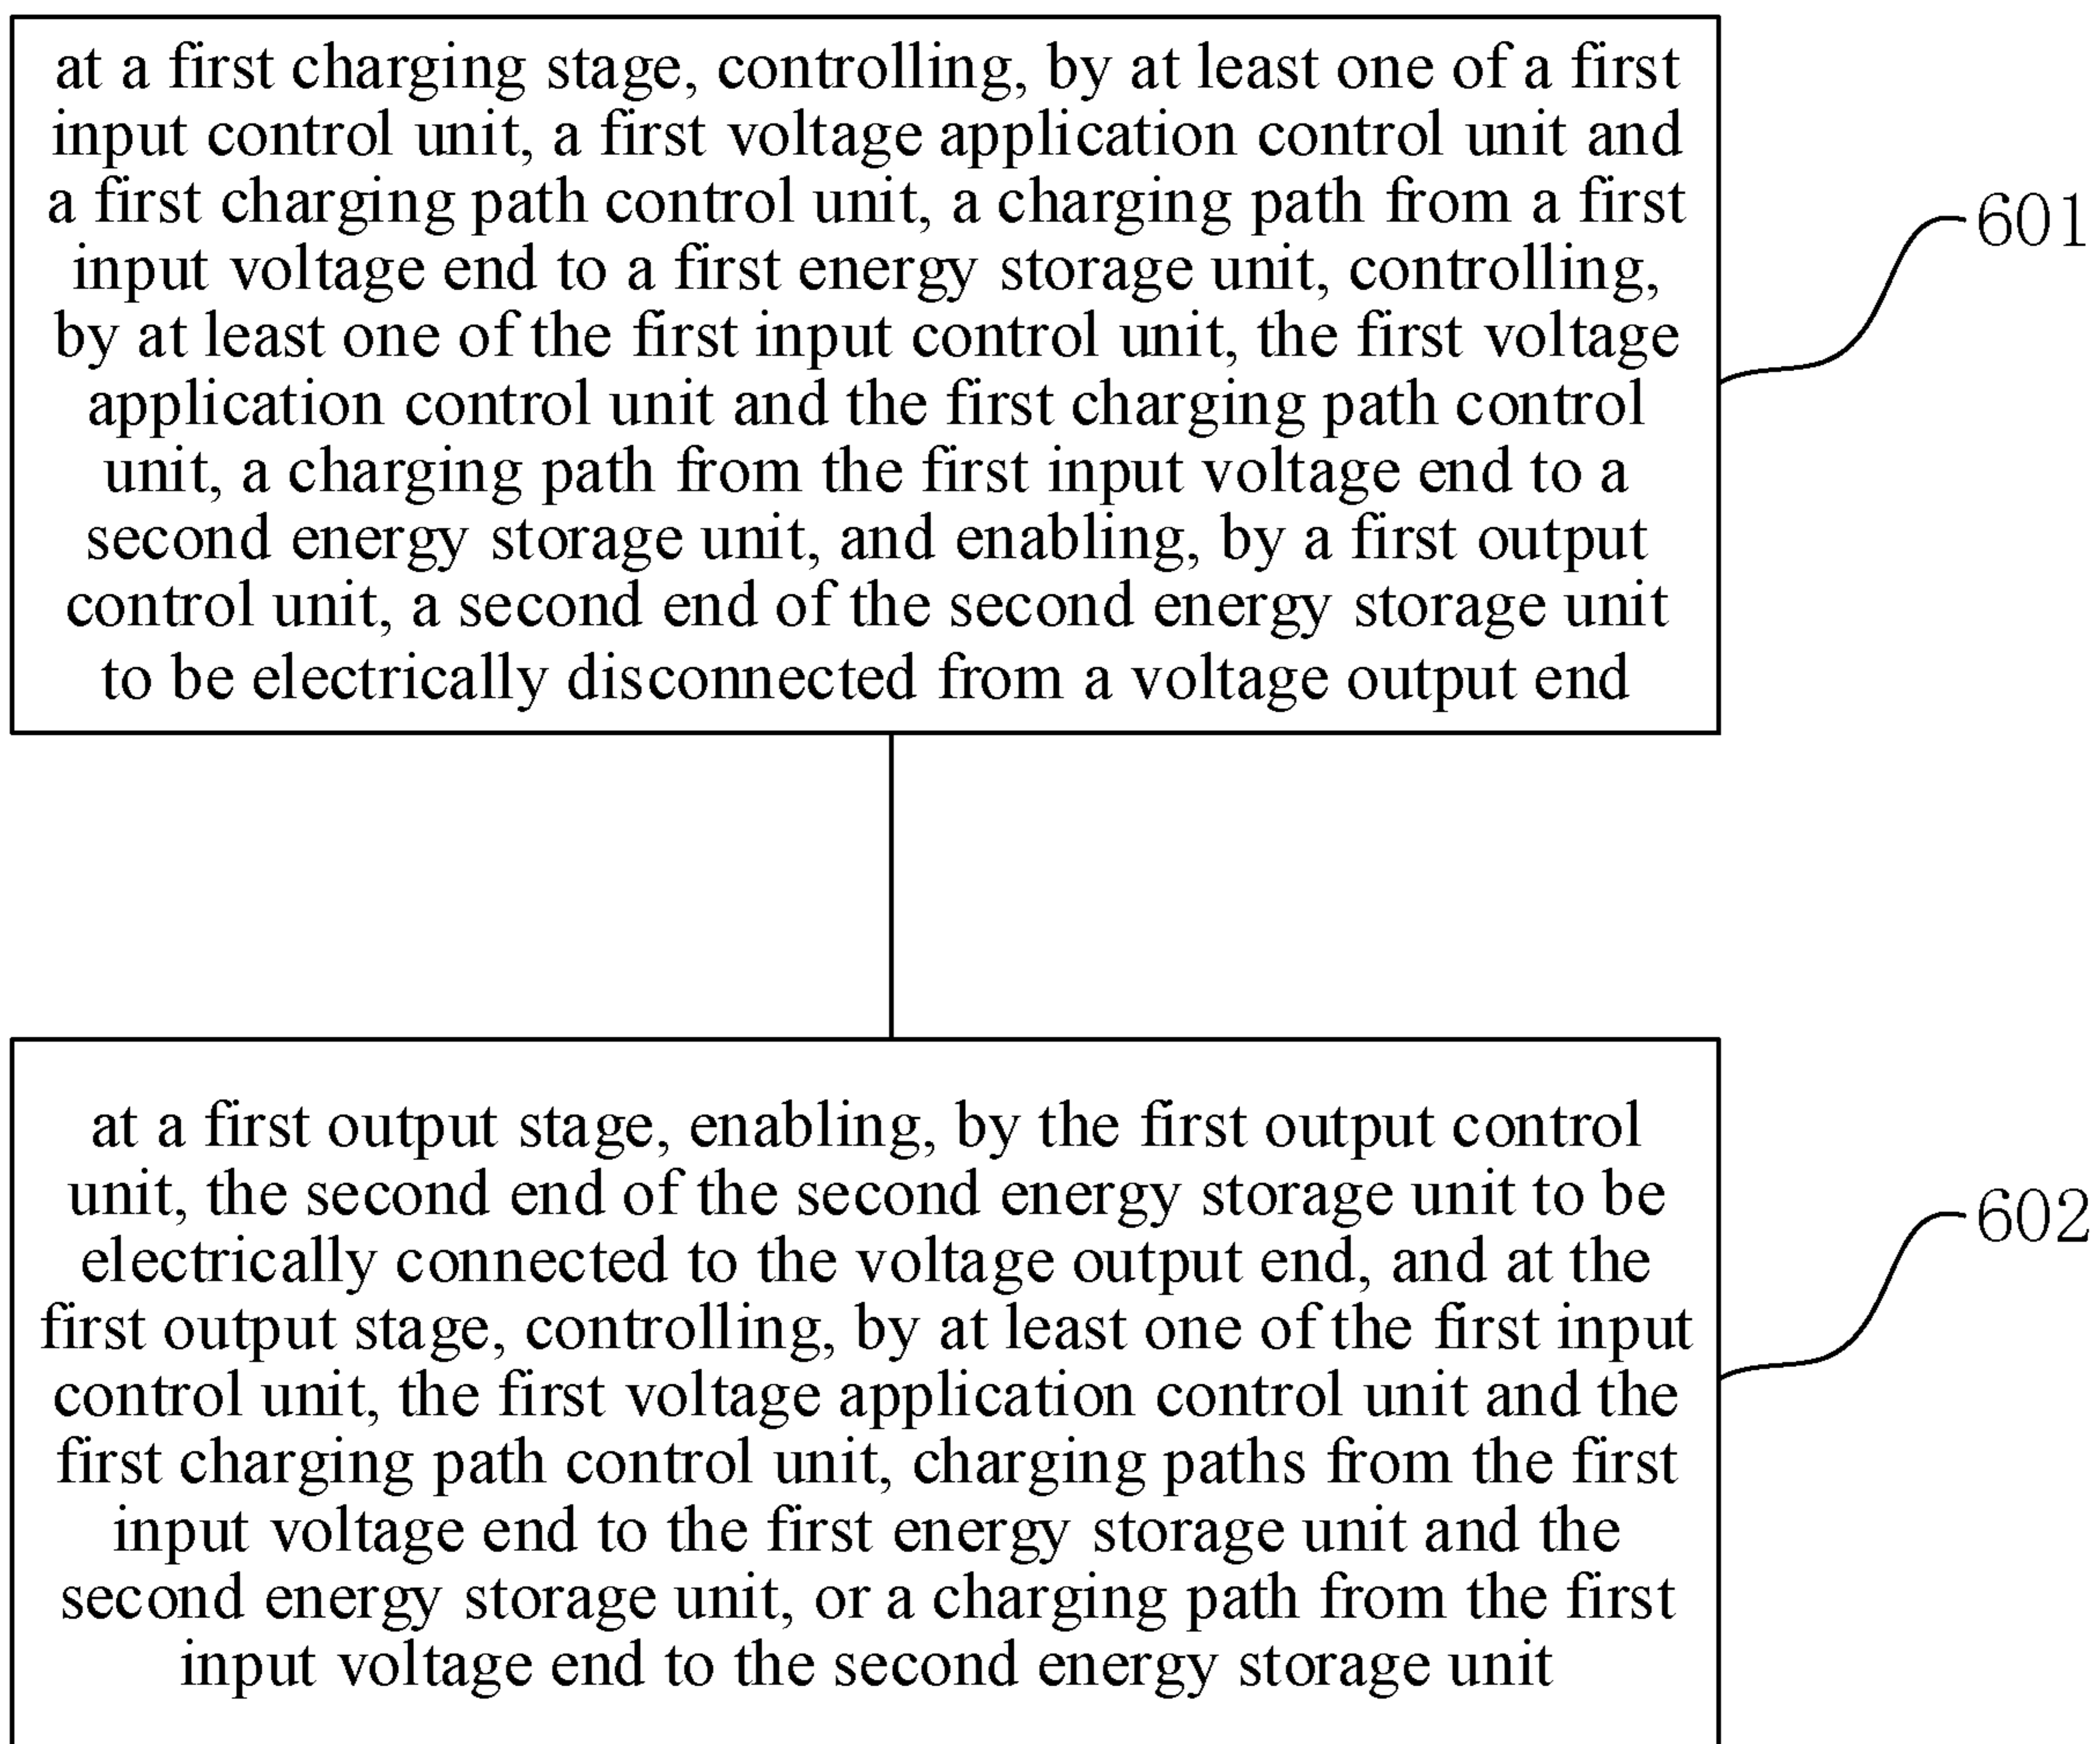 at a first charging stage, controlling, by at least one of a first
input control unit, a first voltage application control unit and
a first charging path control unit, a charging path from a first
input voltage end to a first energy storage unit, controlling,
by at least one of the first input control unit, the first voltage
application control unit and the first charging path control
unit, a charging path from the first input voltage end to a
second energy storage unit, and enabling, by a first output
control unit, a second end of the second energy storage unit
to be electrically disconnected from a voltage output end
601
at a first output stage, enabling, by the first output control
unit, the second end of the second energy storage unit to be
electrically connected to the voltage output end, and at the
first output stage, controlling, by at least one of the first input
control unit, the first voltage application control unit and the
first charging path control unit, charging paths from the first
input voltage end to the first energy storage unit and the
second energy storage unit, or a charging path from the first
input voltage end to the second energy storage unit
602